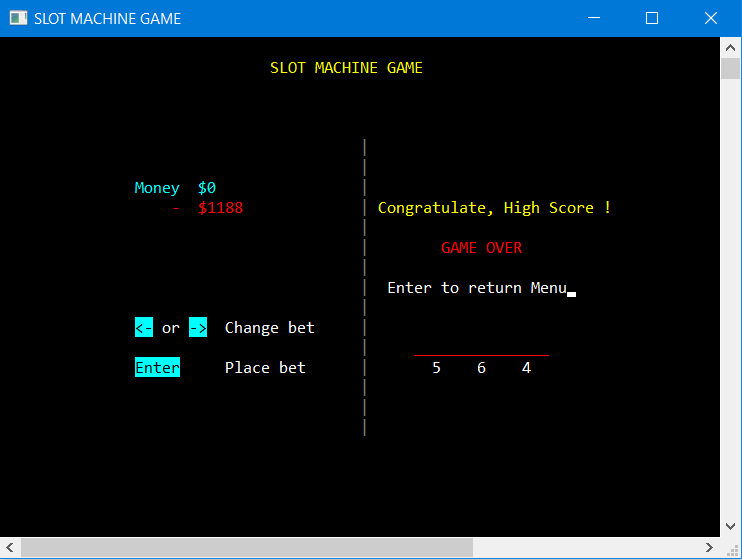 SLOT MACHINE GAME
SLOT MACHINE GAME
Money $0
- $1188
Congratulate, High Score !
GAME OVER
Enter to return Menu
<- or -> Change bet
Enter Place bet
5 6 4